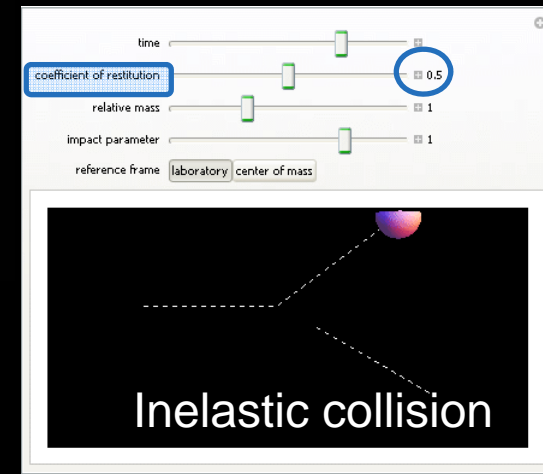 time
coefficient of restitution 0.5
relative mass 1
impact parameter 1
reference frame laboratory center of mass
Inelastic collision